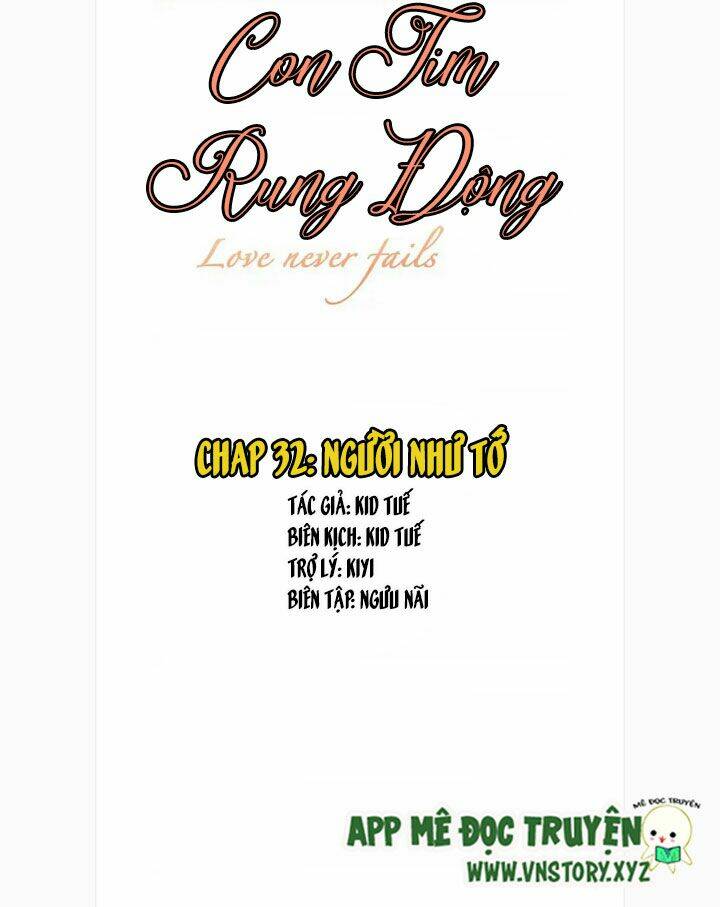 Con Tim
Rung Động
Love never fails
CHAP 32: NGƯỜI NHƯ TỚ
TÁC GIẢ: KID TUẾ
BIÊN KỊCH: KID TUẾ
TRỢ LÝ: KIYI
BIÊN TẬP: NGƯU NÃI
MÊ ĐỌC TRUYỆN
APP MÊ ĐỌC TRUYỆN
WWW.VNSTORY.XYZ